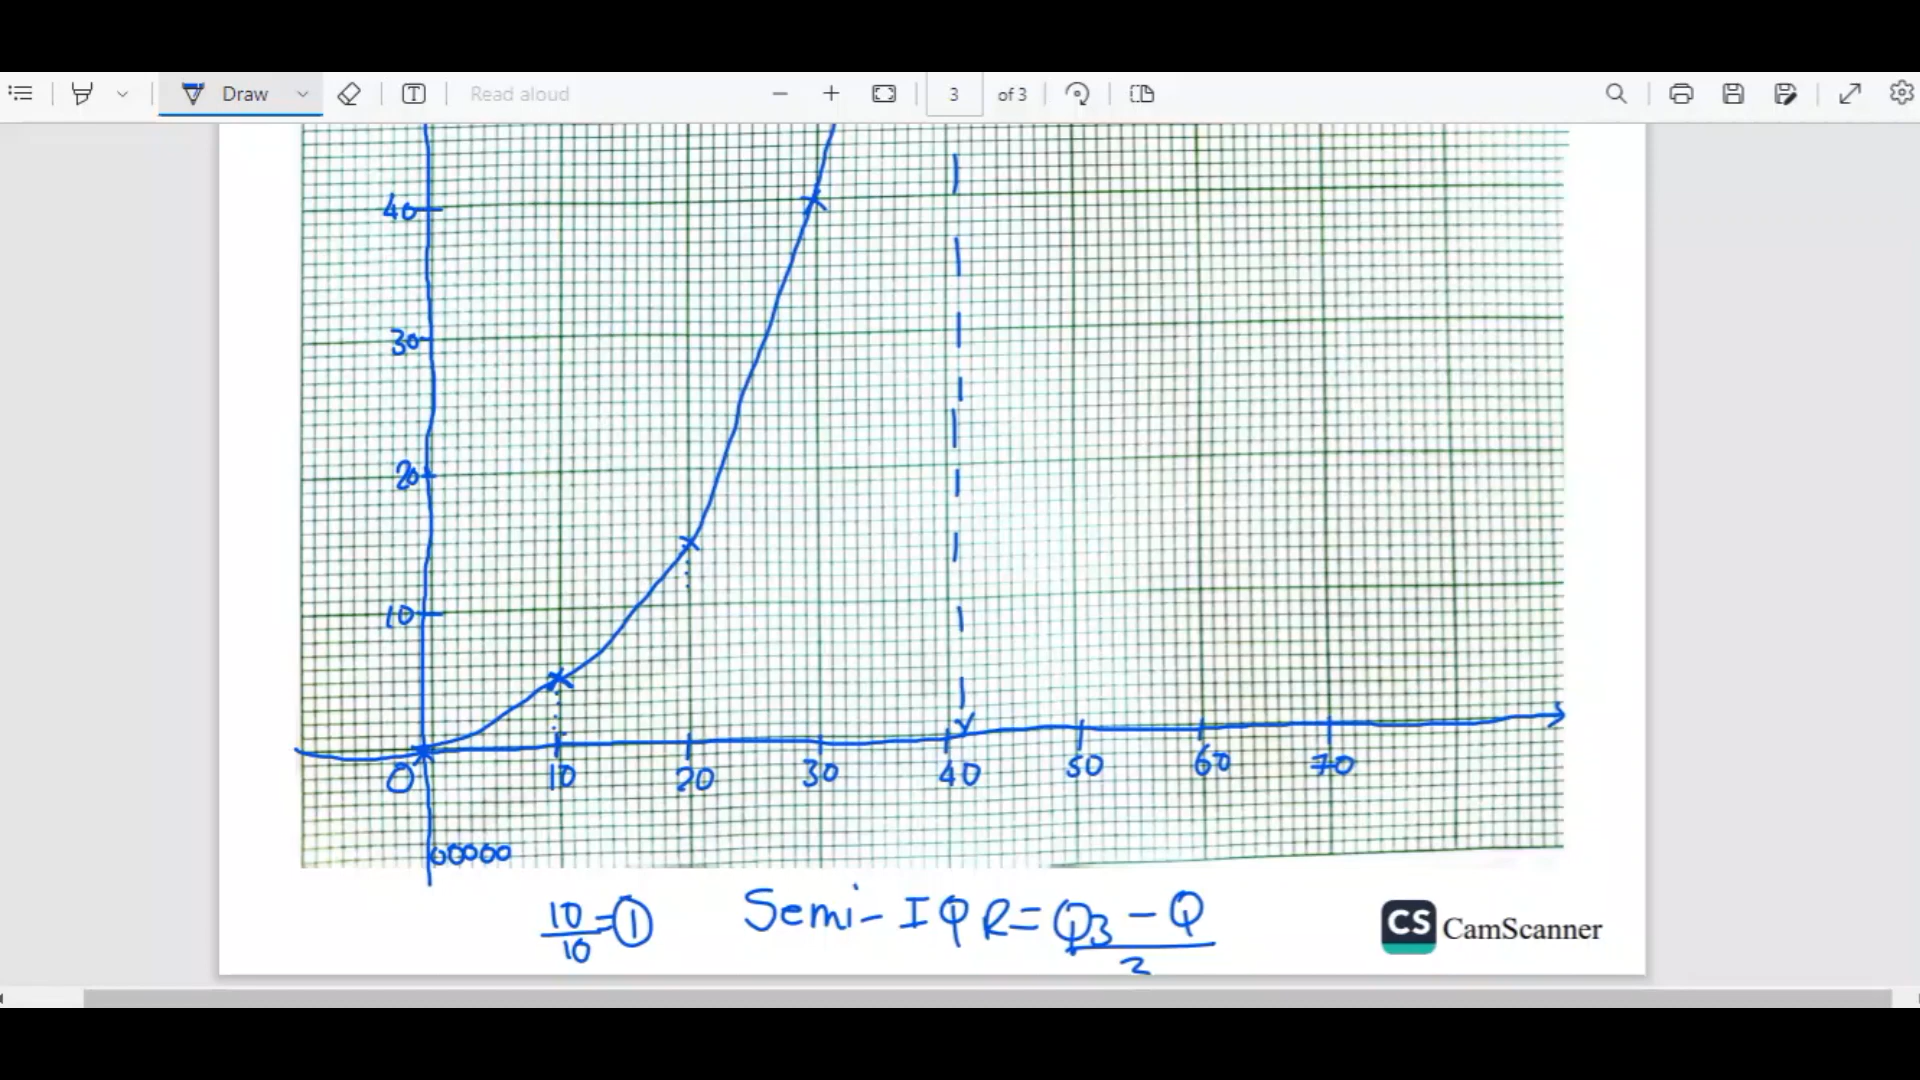 Draw
Read aloud
3 of 3
40
30
20
10
0 10 20 30 40 50 60 70
00000
10/10 = 1
Semi-IQR = Q3 - Q / 2
CS CamScanner